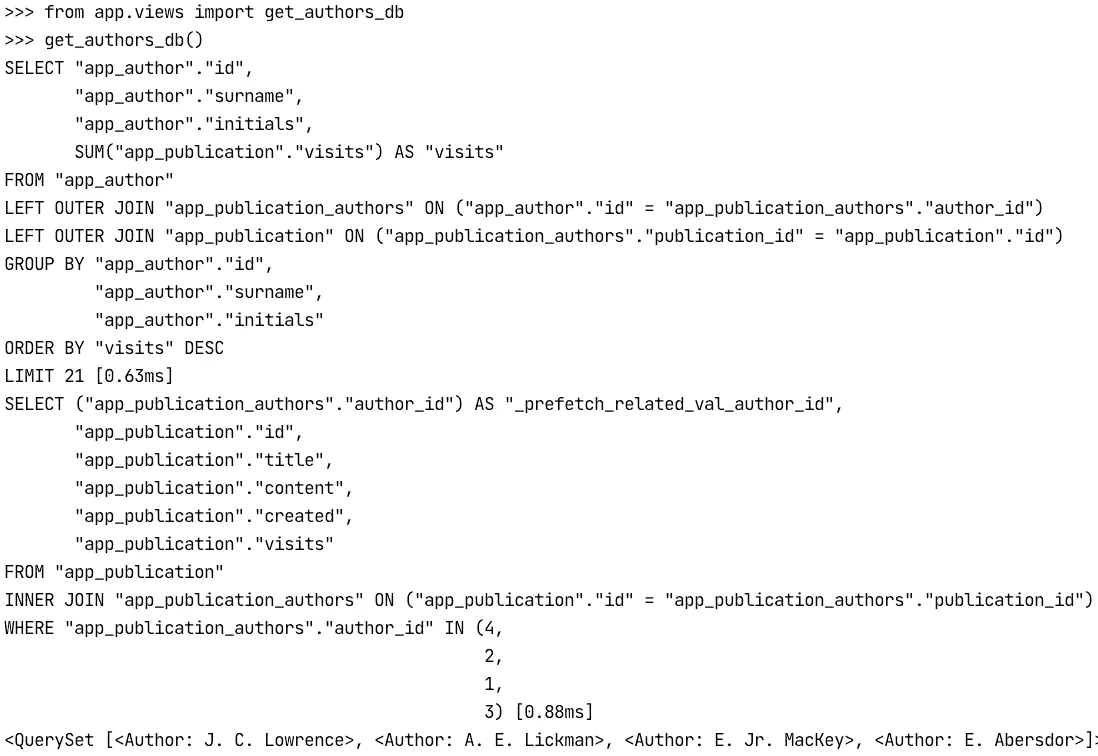 >>> from app.views import get_authors_db
>>> get_authors_db()
SELECT "app_author"."id",
       "app_author"."surname",
       "app_author"."initials",
       SUM("app_publication"."visits") AS "visits"
FROM "app_author"
LEFT OUTER JOIN "app_publication_authors" ON ("app_author"."id" = "app_publication_authors"."author_id")
LEFT OUTER JOIN "app_publication" ON ("app_publication_authors"."publication_id" = "app_publication"."id")
GROUP BY "app_author"."id",
         "app_author"."surname",
         "app_author"."initials"
ORDER BY "visits" DESC
LIMIT 21 [0.63ms]
SELECT ("app_publication_authors"."author_id") AS "_prefetch_related_val_author_id",
       "app_publication"."id",
       "app_publication"."title",
       "app_publication"."content",
       "app_publication"."created",
       "app_publication"."visits"
FROM "app_publication"
INNER JOIN "app_publication_authors" ON ("app_publication"."id" = "app_publication_authors"."publication_id")
WHERE "app_publication_authors"."author_id" IN (4,
                                                2,
                                                1,
                                                3) [0.88ms]
<QuerySet [<Author: J. C. Lowrence>, <Author: A. E. Lickman>, <Author: E. Jr. MacKey>, <Author: E. Abersdor>]>